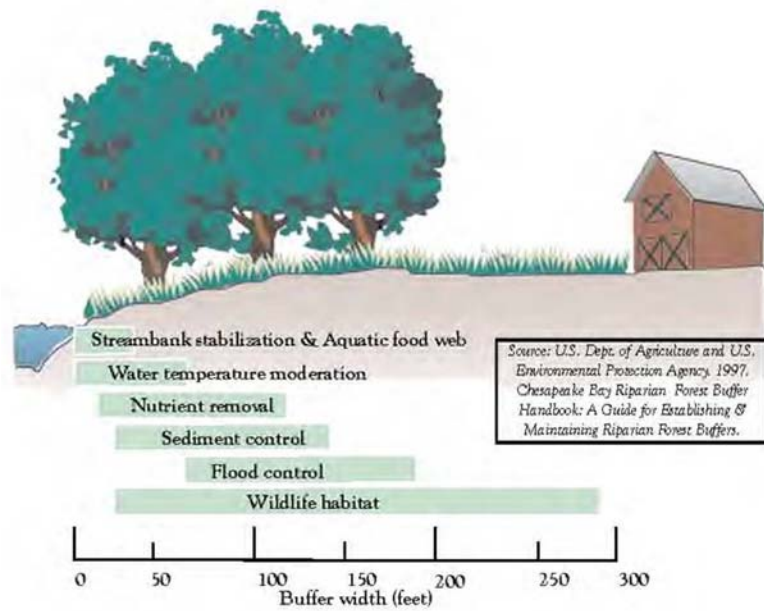 Streambank stabilization & Aquatic food web
Water temperature moderation
Nutrient removal
Sediment control
Flood control
Wildlife habitat
Source: U.S. Dept. of Agriculture and U.S.
Environmental Protection Agency. 1997.
Chesapeake Bay Riparian Forest Buffer
Handbook: A Guide for Establishing &
Maintaining Riparian Forest Buffers.
0 50 100 150 200 250 300
Buffer width (feet)